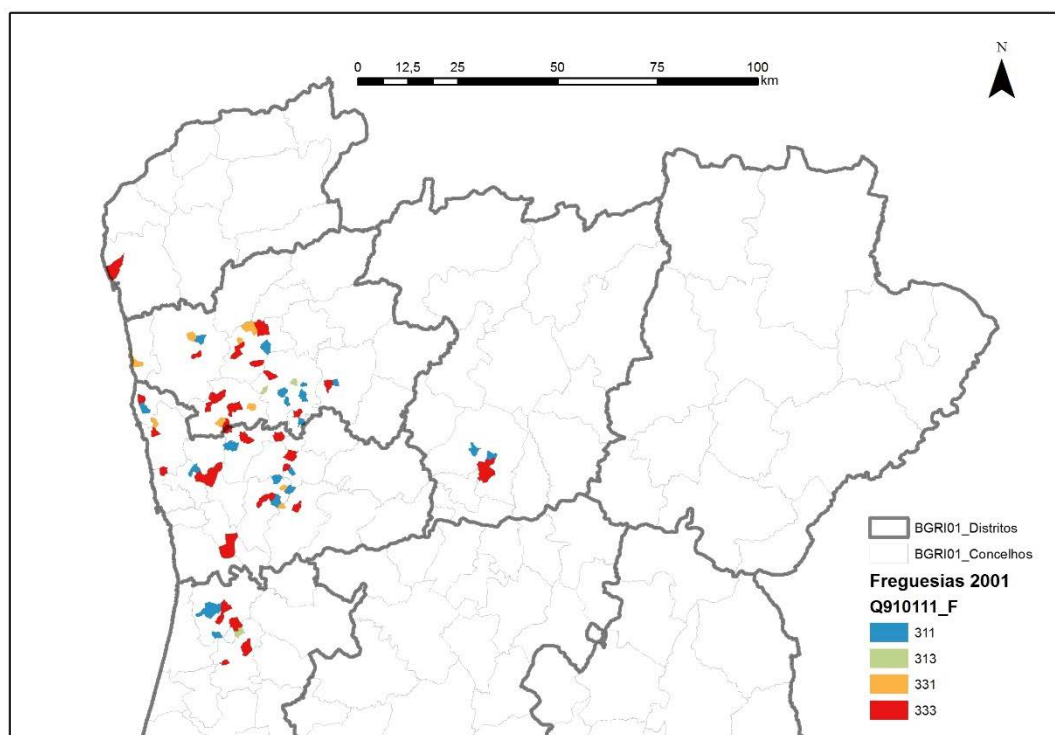 0 12,5 25 50 75 100
km
N
BGRI01_Distritos
BGRI01_Concelhos
Freguesias 2001
Q910111_F
311
313
331
333